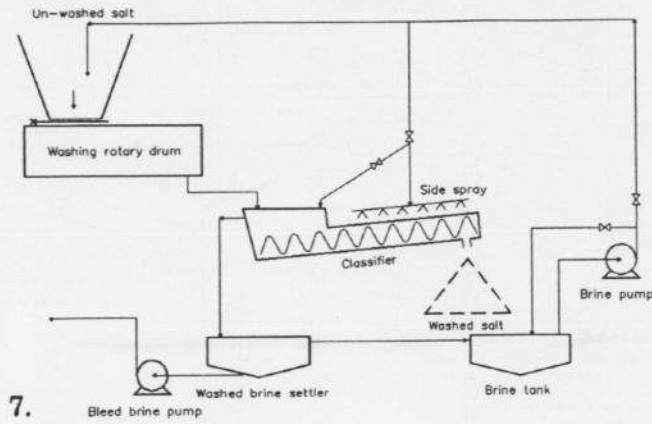 Un-washed salt
Washing rotary drum
Side spray
Classifier
Washed salt
Brine pump
Washed brine settler
Brine tank
Bleed brine pump
7.